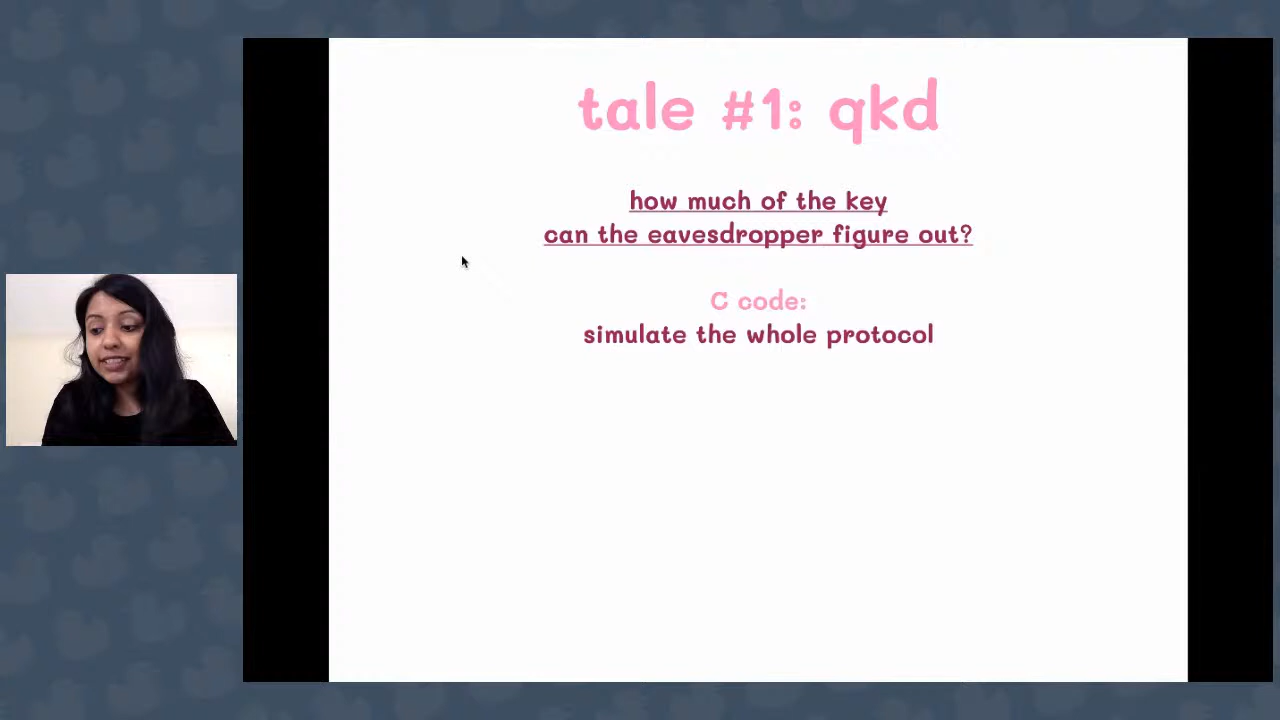 tale #1: qkd
how much of the key
can the eavesdropper figure out?
C code:
simulate the whole protocol